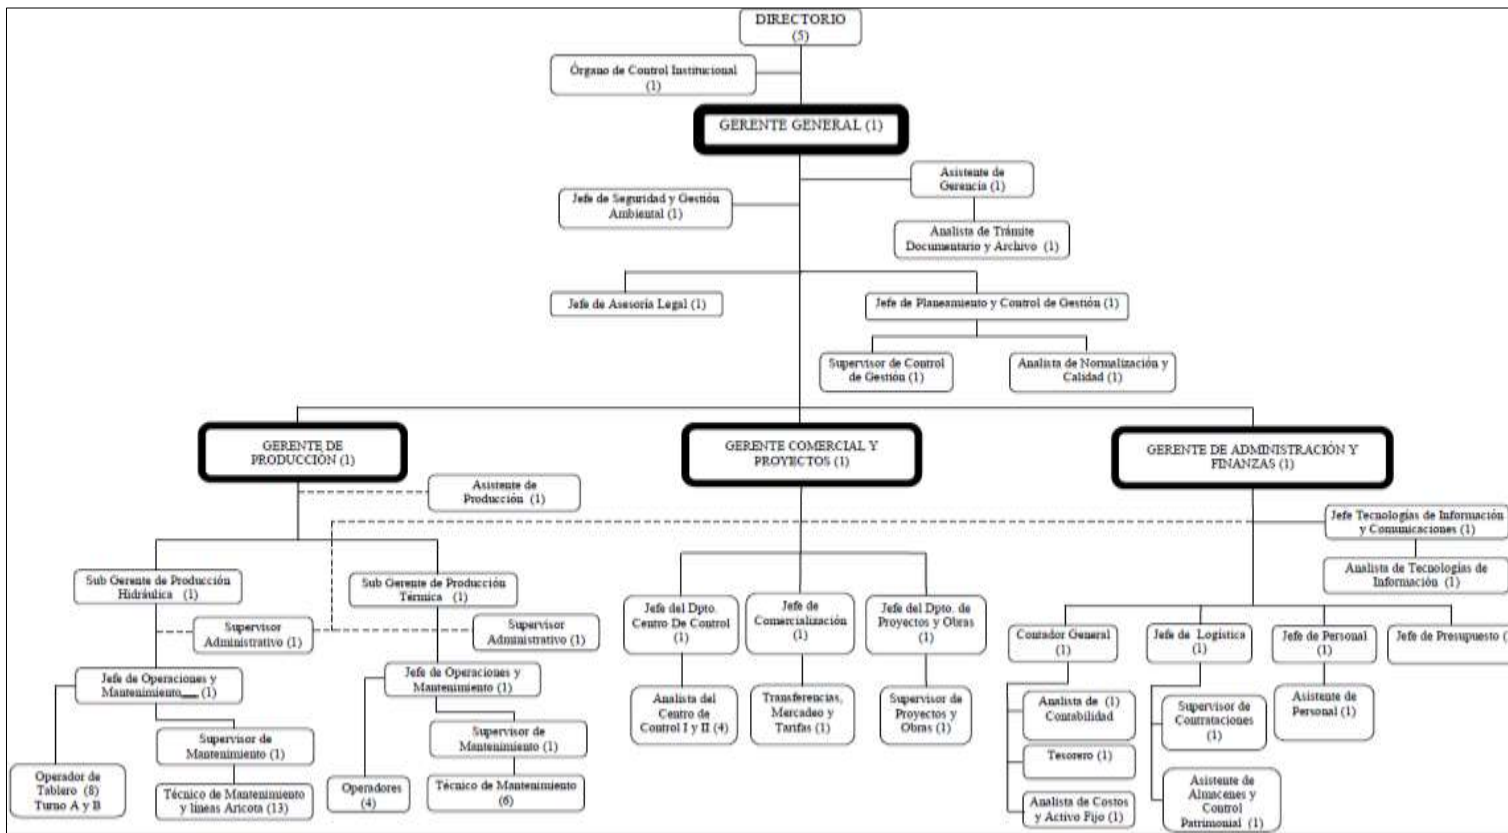 DIRECTORIO
(5)
Órgano de Control Institucional
(1)
GERENTE GENERAL (1)
Asistente de
Gerencia (1)
Jefe de Seguridad y Gestión
Ambiental (1)
Analista de Trámite
Documentario y Archivo (1)
Jefe de Asesoría Legal (1)
Jefe de Planeamiento y Control de Gestión (1)
Supervisor de Control
de Gestión (1)
Analista de Normalización y
Calidad (1)
GERENTE DE
PRODUCCIÓN (1)
GERENTE COMERCIAL Y
PROYECTOS (1)
GERENTE DE ADMINISTRACIÓN Y
FINANZAS (1)
Asistente de
Producción (1)
Jefe Tecnologías de Información
y Comunicaciones (1)
Analista de Tecnologías de
Información (1)
Sub Gerente de Producción
Hidráulica (1)
Sub Gerente de Producción
Térmica (1)
Supervisor
Administrativo (1)
Supervisor
Administrativo (1)
Jefe del Dpto.
Centro De Control
(1)
Jefe de
Comercialización
(1)
Jefe del Dpto. de
Proyectos y Obras
(1)
Contador General
(1)
Jefe de Logística
(1)
Jefe de Personal
(1)
Jefe de Presupuesto (
Jefe de Operaciones y
Mantenimiento__ (1)
Jefe de Operaciones y
Mantenimiento (1)
Analista del
Centro de
Control I y II (4)
Transferencias,
Mercadeo y
Tarifas (1)
Supervisor de
Proyectos y
Obras (1)
Analista de (1)
Contabilidad
Supervisor de
Contrataciones
(1)
Asistente de
Personal (1)
Supervisor de
Mantenimiento (1)
Supervisor de
Mantenimiento (1)
Tesorero (1)
Operador de
Tablero (8)
Turno A y B
Técnico de Mantenimiento
y líneas Aricota (13)
Operadores
(4)
Técnico de Mantenimiento
(6)
Analista de Costos
y Activo Fijo (1)
Asistente de
Almacenes y
Control
Patrimonial (1)